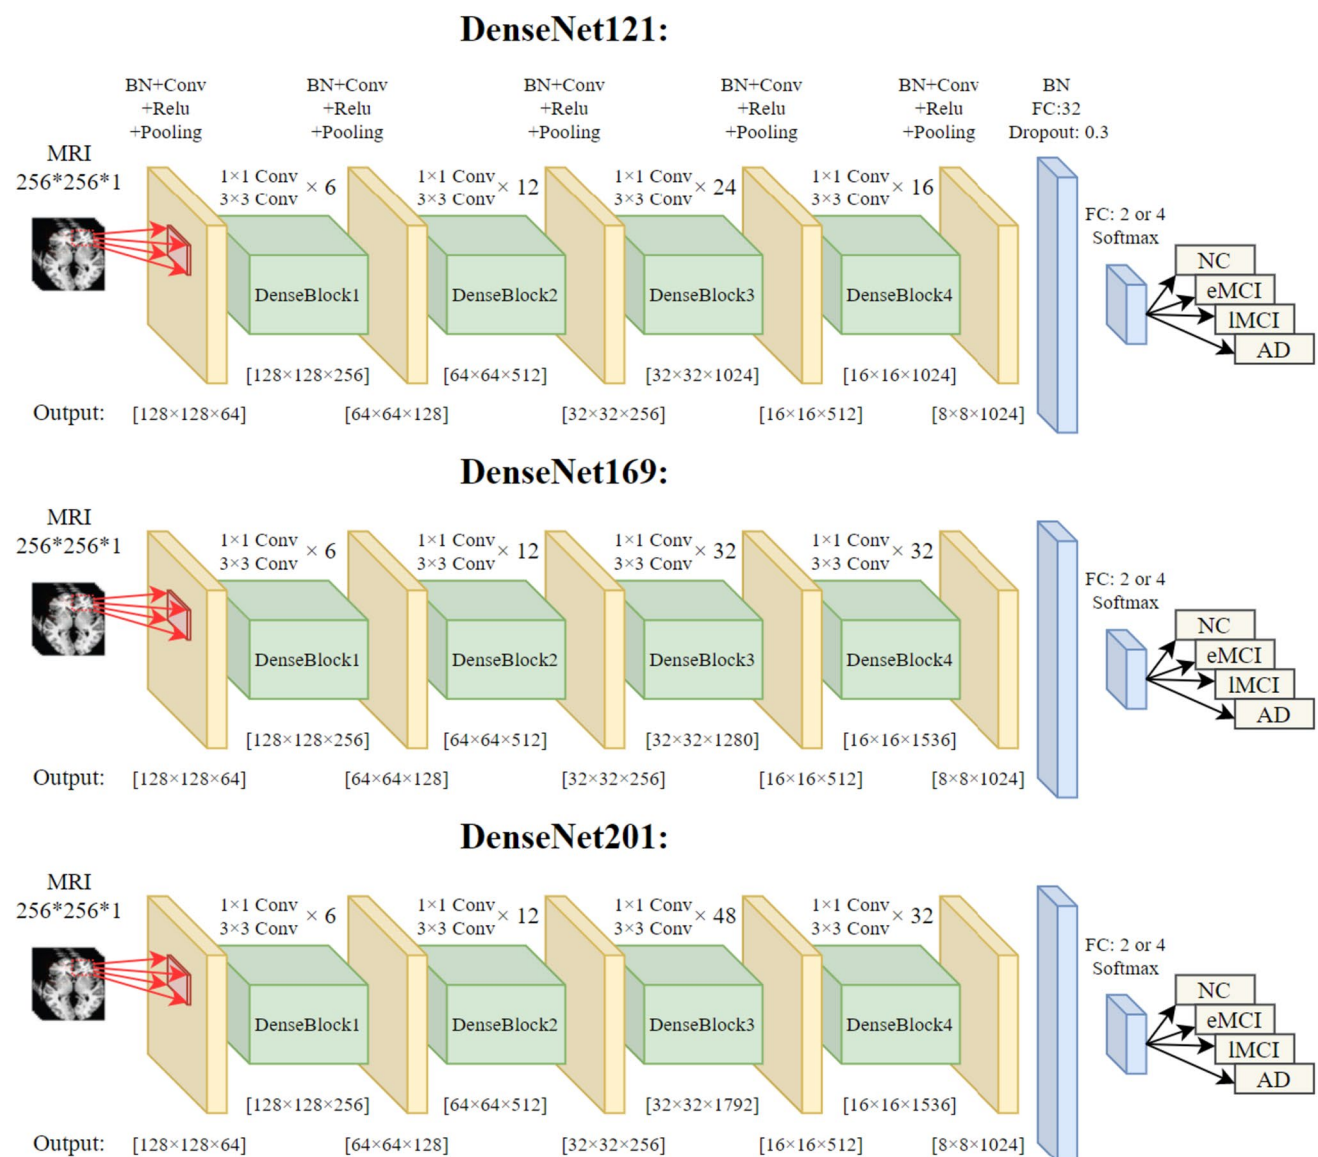 DenseNet121:
BN+Conv
+Relu
+Pooling
BN+Conv
+Relu
+Pooling
BN+Conv
+Relu
+Pooling
BN+Conv
+Relu
+Pooling
BN+Conv
+Relu
+Pooling
BN
FC:32
Dropout: 0.3
MRI
256*256*1
1×1 Conv
3×3 Conv
× 6
1×1 Conv
3×3 Conv
× 12
1×1 Conv
3×3 Conv
× 24
1×1 Conv
3×3 Conv
× 16
FC: 2 or 4
Softmax
DenseBlock1
DenseBlock2
DenseBlock3
DenseBlock4
NC
eMCI
lMCI
AD
[128×128×256]
[64×64×512]
[32×32×1024]
[16×16×1024]
Output:
[128×128×64]
[64×64×128]
[32×32×256]
[16×16×512]
[8×8×1024]
DenseNet169:
MRI
256*256*1
1×1 Conv
3×3 Conv
× 6
1×1 Conv
3×3 Conv
× 12
1×1 Conv
3×3 Conv
× 32
1×1 Conv
3×3 Conv
× 32
FC: 2 or 4
Softmax
DenseBlock1
DenseBlock2
DenseBlock3
DenseBlock4
NC
eMCI
lMCI
AD
[128×128×256]
[64×64×512]
[32×32×1280]
[16×16×1536]
Output:
[128×128×64]
[64×64×128]
[32×32×256]
[16×16×512]
[8×8×1024]
DenseNet201:
MRI
256*256*1
1×1 Conv
3×3 Conv
× 6
1×1 Conv
3×3 Conv
× 12
1×1 Conv
3×3 Conv
× 48
1×1 Conv
3×3 Conv
× 32
FC: 2 or 4
Softmax
DenseBlock1
DenseBlock2
DenseBlock3
DenseBlock4
NC
eMCI
lMCI
AD
[128×128×256]
[64×64×512]
[32×32×1792]
[16×16×1536]
Output:
[128×128×64]
[64×64×128]
[32×32×256]
[16×16×512]
[8×8×1024]